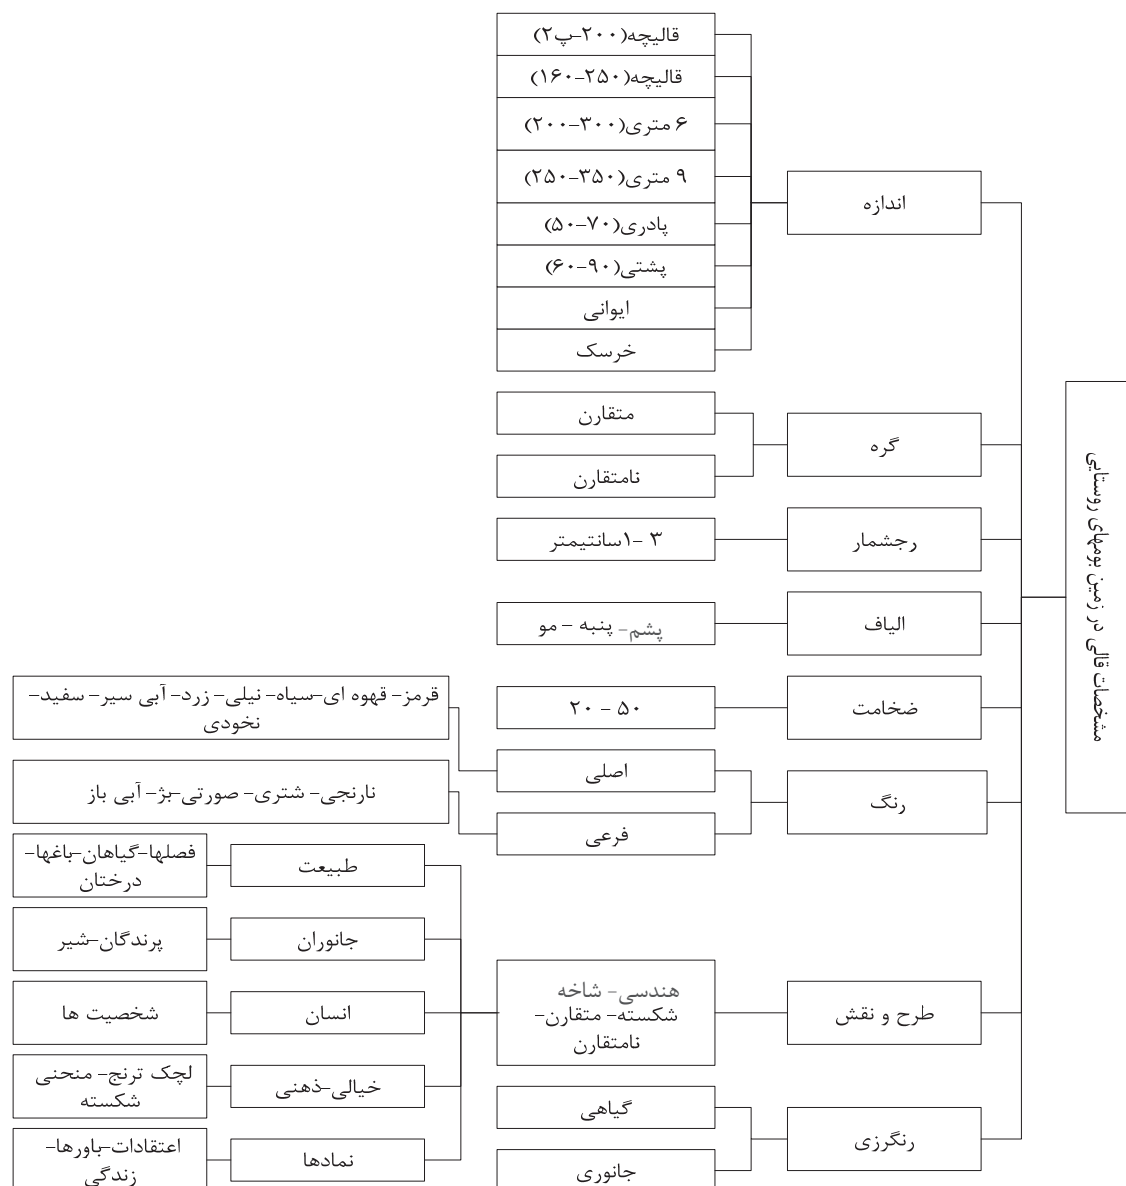 مشخصات قالی در زمین بومهای روستایی
اندازه
قالیچه(۲۰۰-پ۲)
قالیچه(۲۵۰-۱۶۰)
۶ متری(۳۰۰-۲۰۰)
۹ متری(۳۵۰-۲۵۰)
پادری(۷۰-۵۰)
پشتی(۹۰-۶۰)
ایوانی
خرسک
گره
متقارن
نامتقارن
رجشمار
۳ -۱سانتیمتر
الیاف
پشم- پنبه - مو
ضخامت
۵۰ - ۲۰
رنگ
اصلی
قرمز- قهوه ای-سیاه- نیلی- زرد- آبی سیر- سفید-
نخودی
فرعی
نارنجی- شتری- صورتی-بژ- آبی باز
طرح و نقش
هندسی- شاخه
شکسته- متقارن-
نامتقارن
طبیعت
فصلها-گیاهان-باغها-
درختان
جانوران
پرندگان-شیر
انسان
شخصیت ها
خیالی-ذهنی
لچک ترنج- منحنی
شکسته
نمادها
اعتقادات-باورها-
زندگی
رنگرزی
گیاهی
جانوری